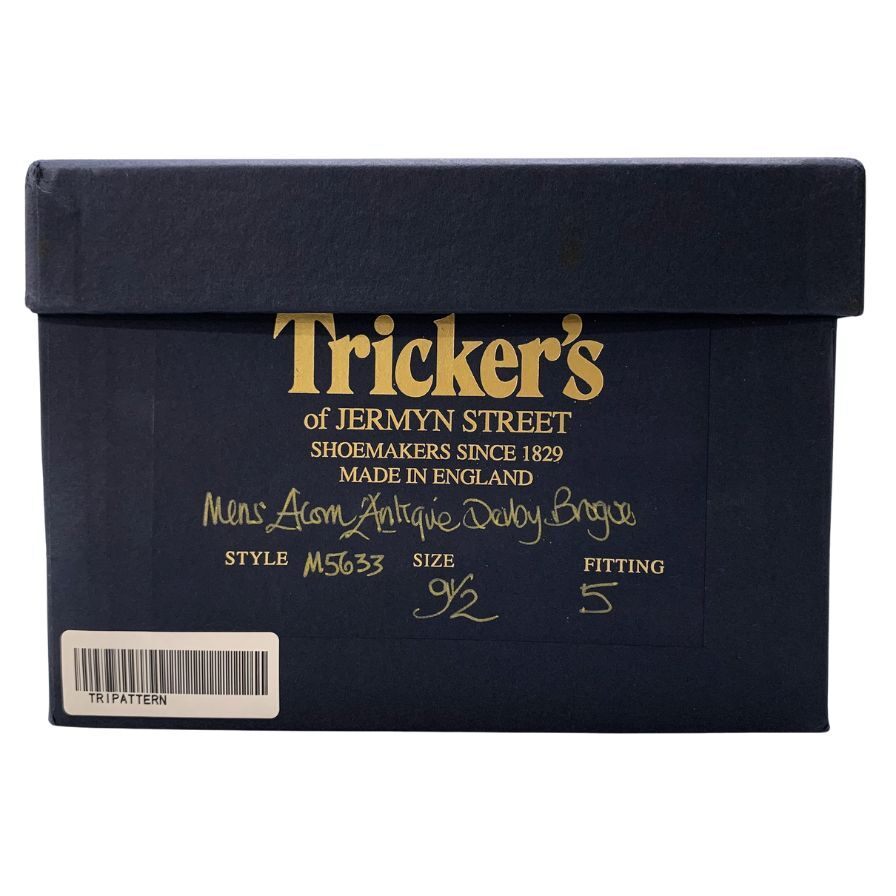 Tricker's
of JERMYN STREET
SHOEMAKERS SINCE 1829
MADE IN ENGLAND
Mens Acorn Antique Derby Brogue
STYLE M5633 SIZE 9½ FITTING 5
TRIPATTERN